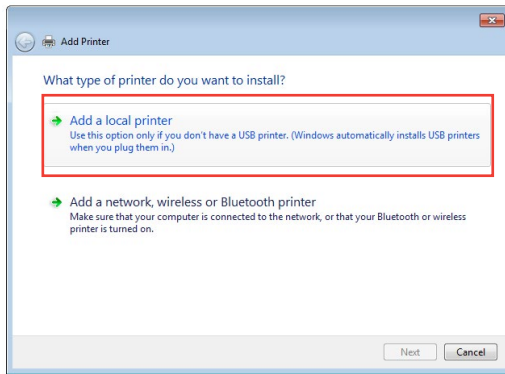 Add Printer
What type of printer do you want to install?
Add a local printer
Use this option only if you don't have a USB printer. (Windows automatically installs USB printers
when you plug them in.)
Add a network, wireless or Bluetooth printer
Make sure that your computer is connected to the network, or that your Bluetooth or wireless
printer is turned on.
Next Cancel